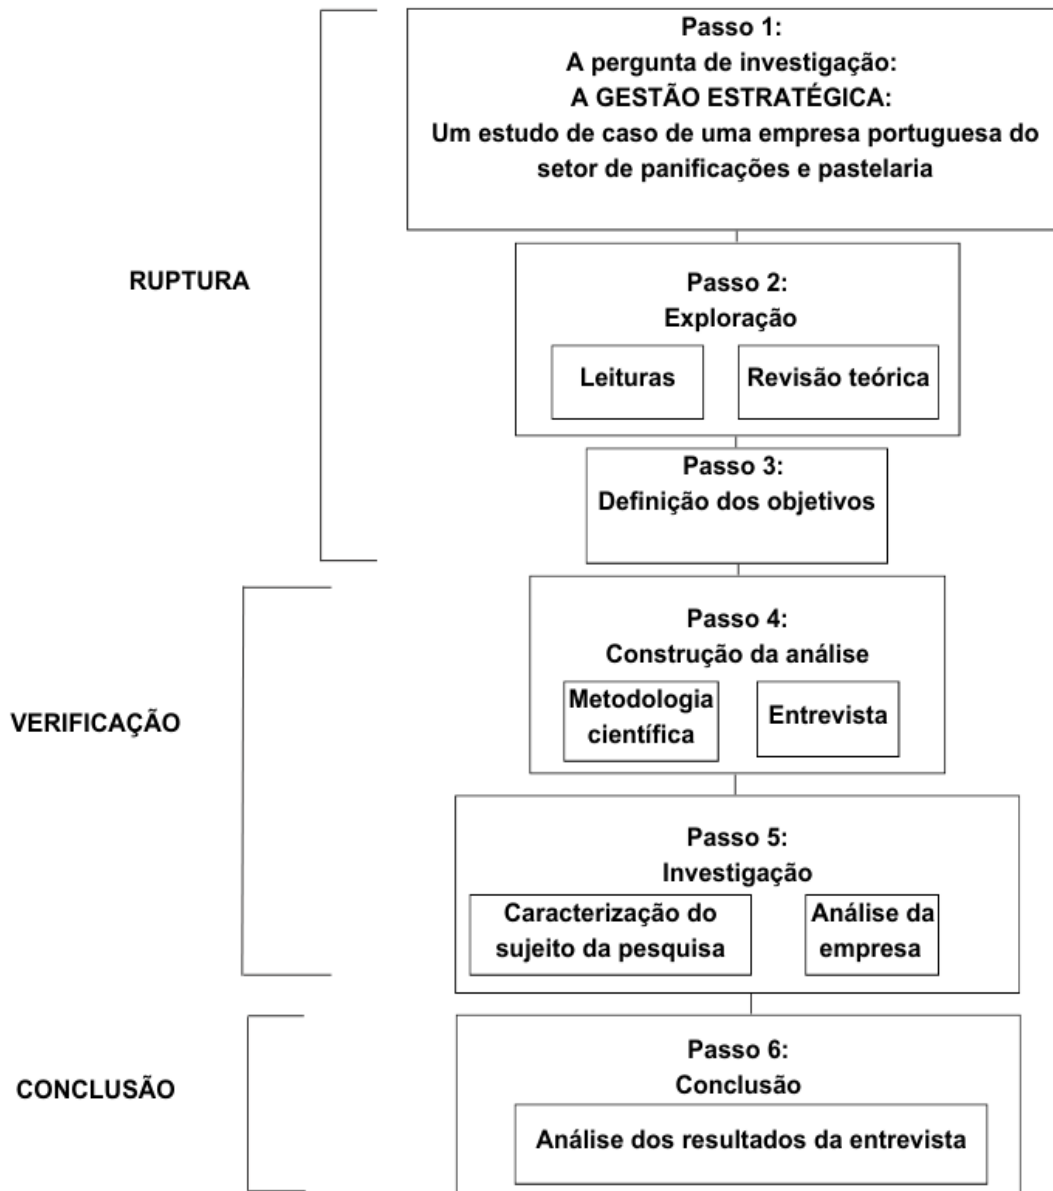 Passo 1:
A pergunta de investigação:
A GESTÃO ESTRATÉGICA:
Um estudo de caso de uma empresa portuguesa do
setor de panificações e pastelaria
RUPTURA
Passo 2:
Exploração
Leituras
Revisão teórica
Passo 3:
Definição dos objetivos
Passo 4:
Construção da análise
Metodologia
científica
Entrevista
VERIFICAÇÃO
Passo 5:
Investigação
Caracterização do
sujeito da pesquisa
Análise da
empresa
Passo 6:
Conclusão
CONCLUSÃO
Análise dos resultados da entrevista